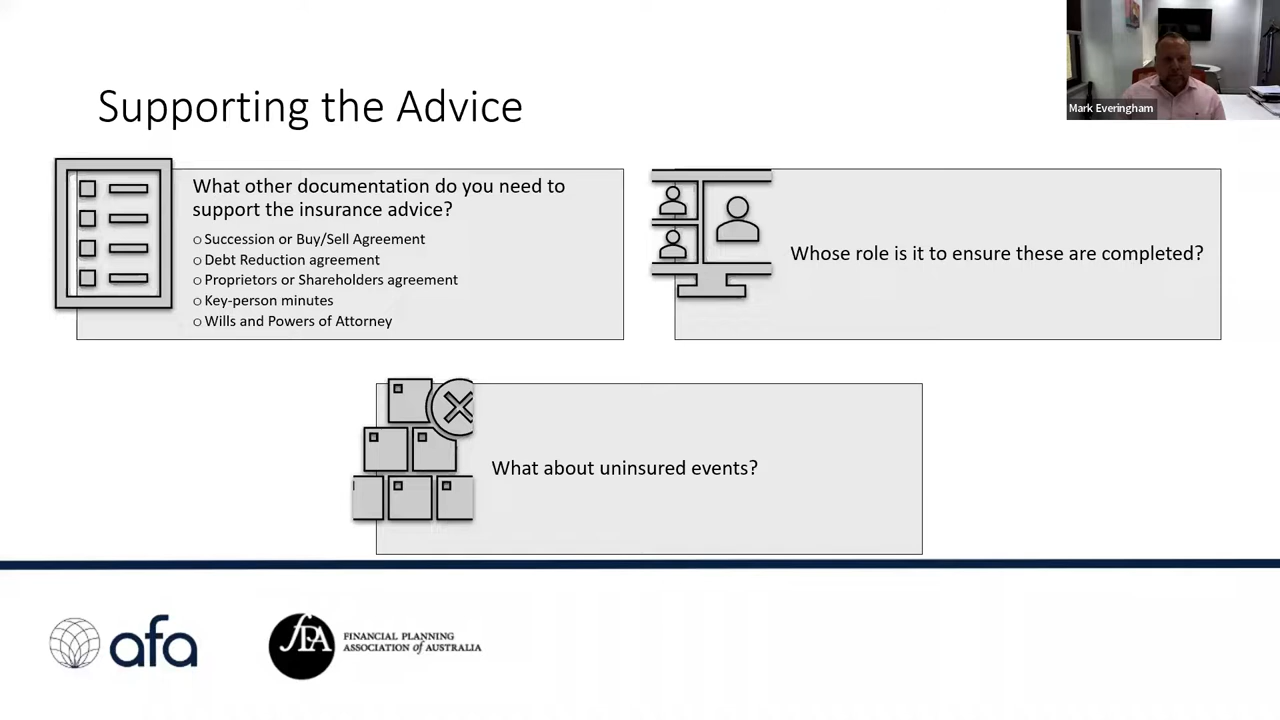 Mark Everingham
Supporting the Advice
What other documentation do you need to
support the insurance advice?
o Succession or Buy/Sell Agreement
o Debt Reduction agreement
o Proprietors or Shareholders agreement
o Key-person minutes
o Wills and Powers of Attorney
Whose role is it to ensure these are completed?
What about uninsured events?
afa
FPA
FINANCIAL PLANNING
ASSOCIATION of AUSTRALIA